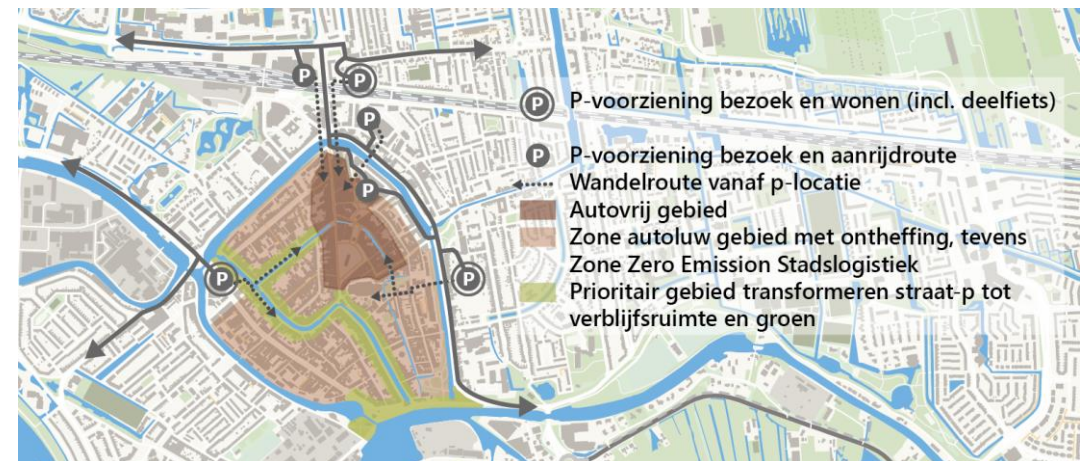 P
P
P
P
P
P
P P-voorziening bezoek en wonen (incl. deelfiets)
P P-voorziening bezoek en aanrijdroute
Wandelroute vanaf p-locatie
Autovrij gebied
Zone autoluw gebied met ontheffing, tevens
Zone Zero Emission Stadslogistiek
Prioritair gebied transformeren straat-p tot
verblijfsruimte en groen